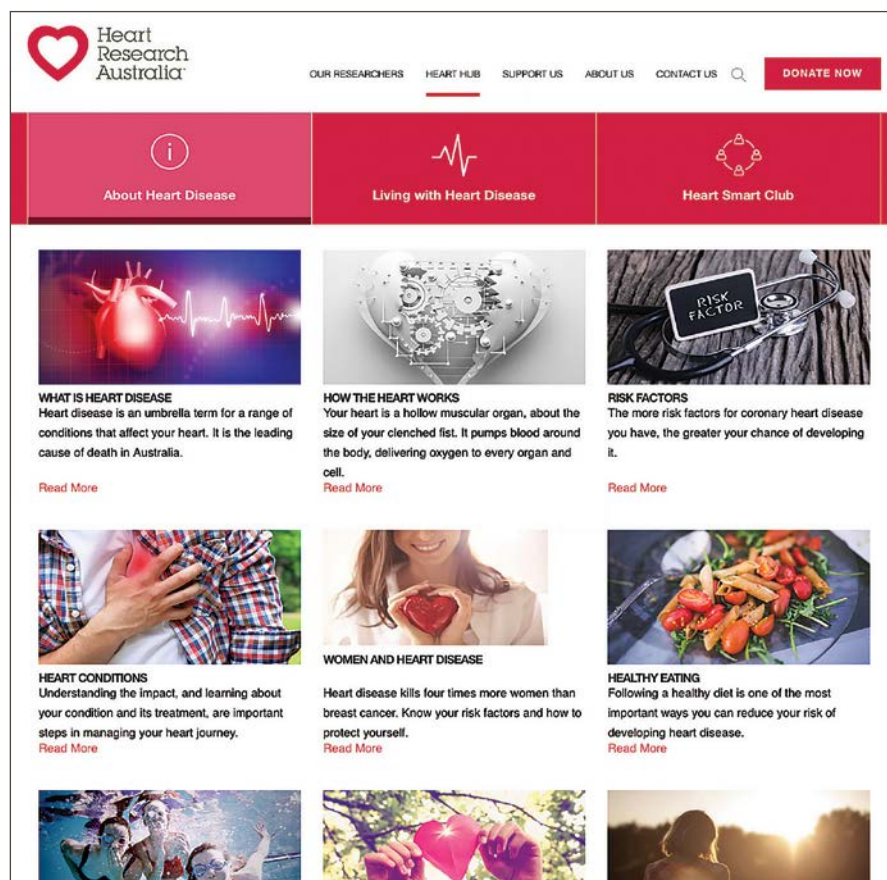 Heart
Research
Australia
OUR RESEARCHERS
HEART HUB
SUPPORT US
ABOUT US
CONTACT US
DONATE NOW
About Heart Disease
Living with Heart Disease
Heart Smart Club
RISK
FACTOR
WHAT IS HEART DISEASE
Heart disease is an umbrella term for a range of
conditions that affect your heart. It is the leading
cause of death in Australia.
Read More
HOW THE HEART WORKS
Your heart is a hollow muscular organ, about the
size of your clenched fist. It pumps blood around
the body, delivering oxygen to every organ and
cell.
Read More
RISK FACTORS
The more risk factors for coronary heart disease
you have, the greater your chance of developing
it.
Read More
HEART CONDITIONS
Understanding the impact, and learning about
your condition and its treatment, are important
steps in managing your heart journey.
Read More
WOMEN AND HEART DISEASE
Heart disease kills four times more women than
breast cancer. Know your risk factors and how to
protect yourself.
Read More
HEALTHY EATING
Following a healthy diet is one of the most
important ways you can reduce your risk of
developing heart disease.
Read More